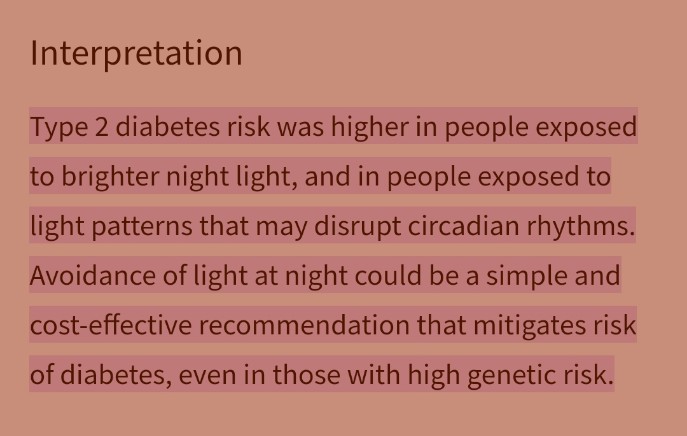 Interpretation
Type 2 diabetes risk was higher in people exposed
to brighter night light, and in people exposed to
light patterns that may disrupt circadian rhythms.
Avoidance of light at night could be a simple and
cost-effective recommendation that mitigates risk
of diabetes, even in those with high genetic risk.